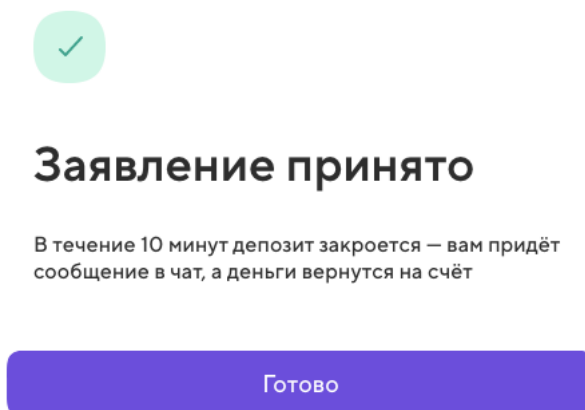 Заявление принято
В течение 10 минут депозит закроется — вам придёт
сообщение в чат, а деньги вернутся на счёт
Готово